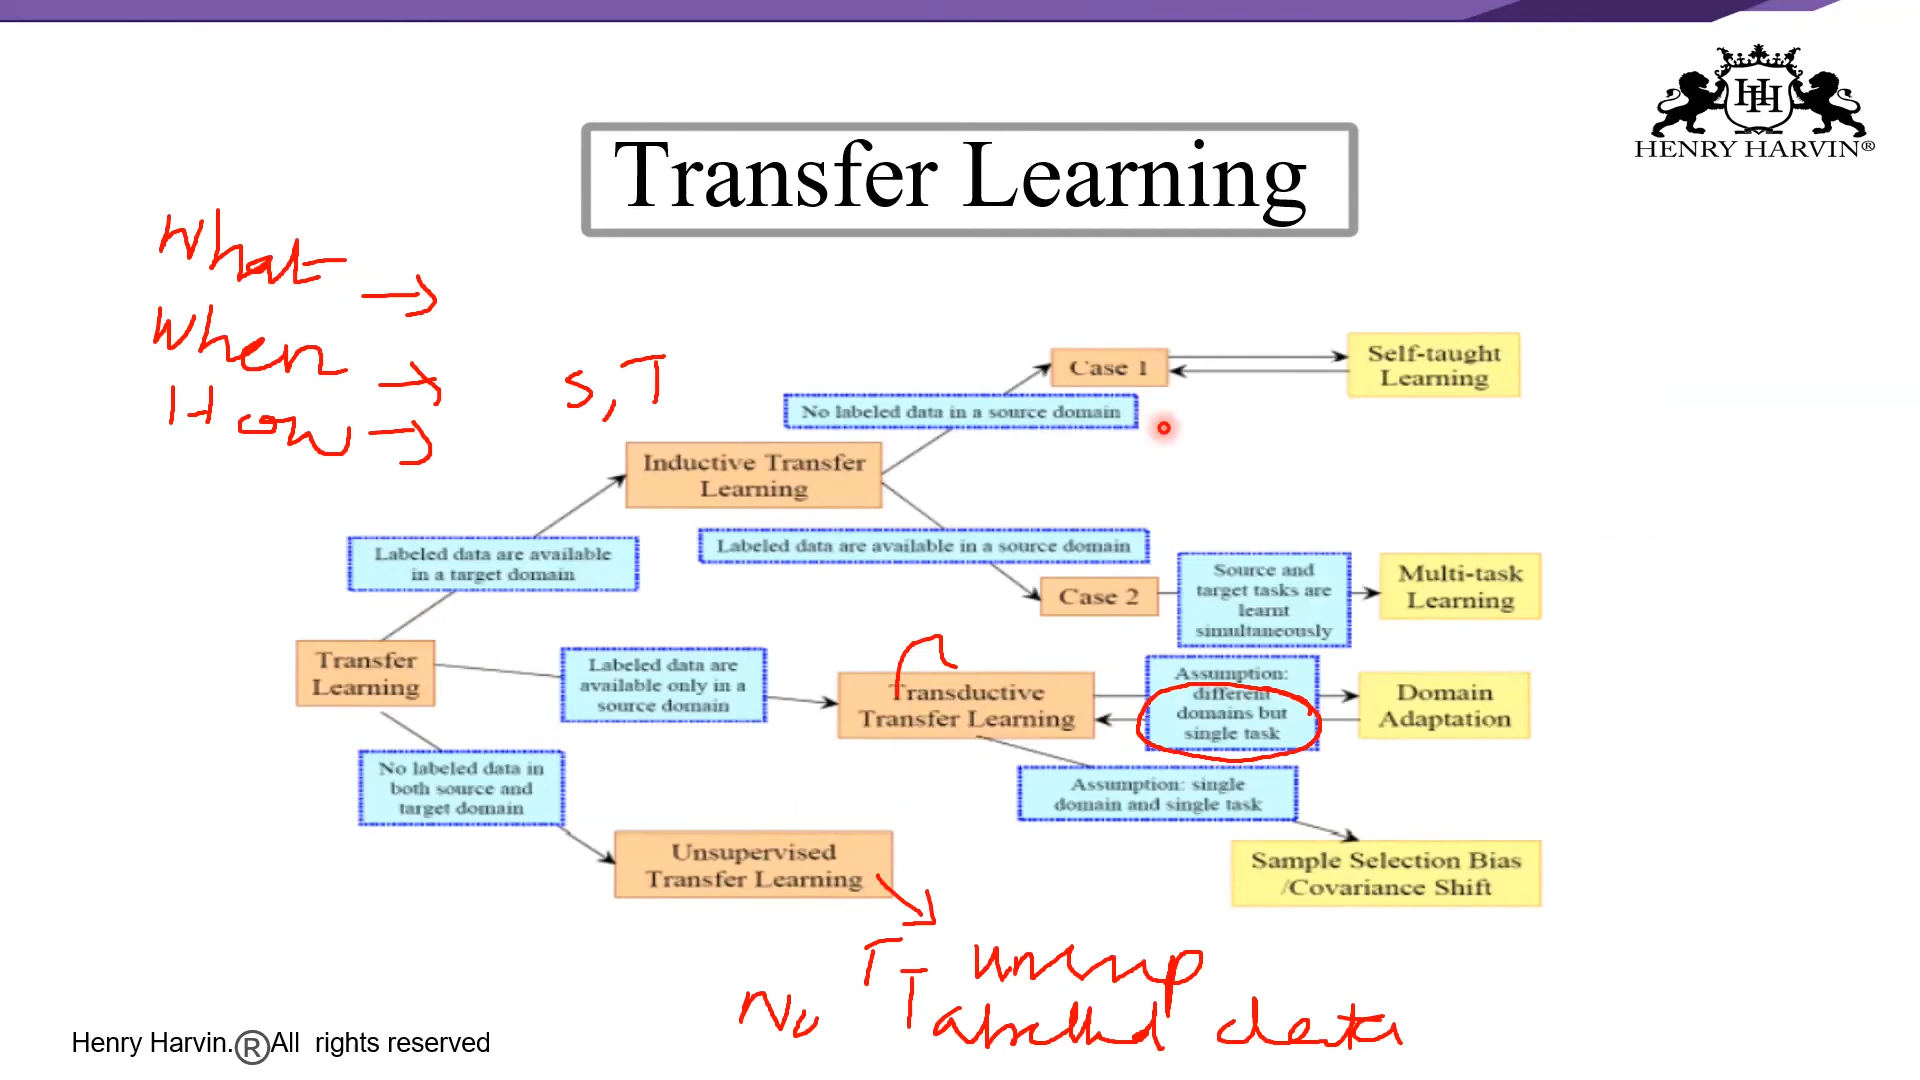 HENRY HARVIN®
Transfer Learning
What
When
How
S, T
Case 1
Self-taught
Learning
No labeled data in a source domain
Inductive Transfer
Learning
Labeled data are available
in a target domain
Labeled data are available in a source domain
Case 2
Source and
target tasks are
learnt
simultaneously
Multi-task
Learning
Transfer
Learning
Labeled data are
available only in a
source domain
Transductive
Transfer Learning
Assumption:
different
domains but
single task
Domain
Adaptation
No labeled data in
both source and
target domain
Assumption: single
domain and single task
Unsupervised
Transfer Learning
Sample Selection Bias
/Covariance Shift
TT unsup
No labelled data
Henry Harvin.®All rights reserved